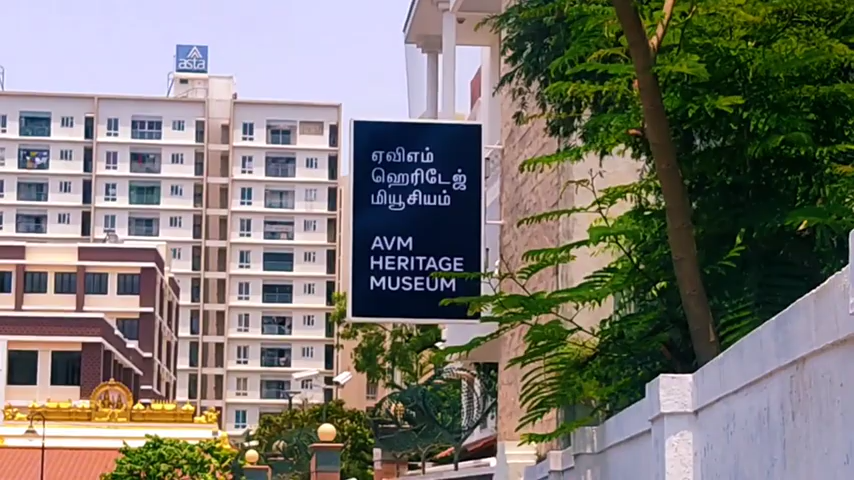 asta
ஏவிஎம்
ஹெரிடேஜ்
மியூசியம்
AVM
HERITAGE
MUSEUM